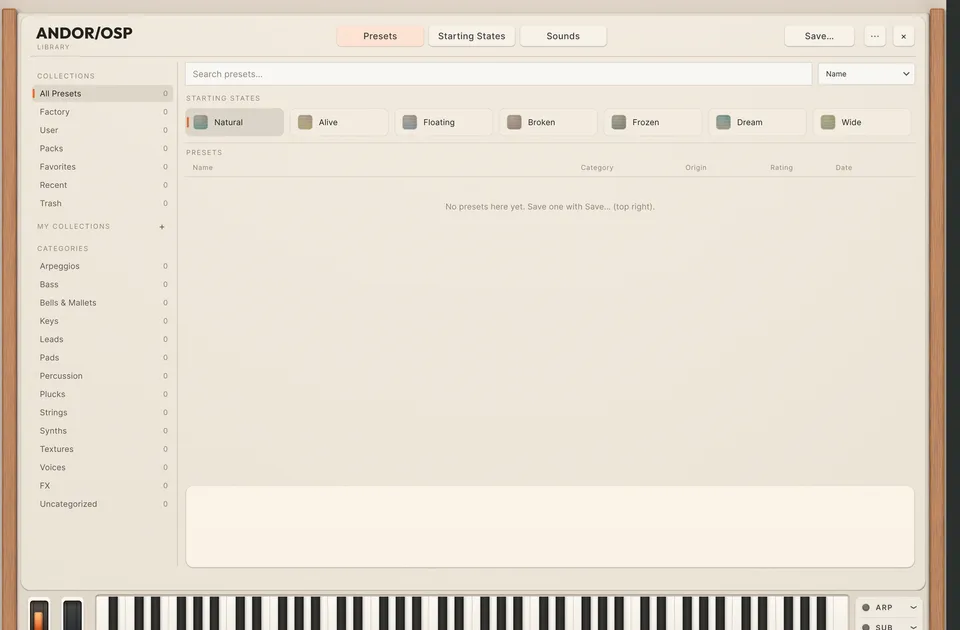 ANDOR/OSP
LIBRARY
Presets
Starting States
Sounds
Save...
...
×
COLLECTIONS
All Presets 0
Factory 0
User 0
Packs 0
Favorites 0
Recent 0
Trash 0
MY COLLECTIONS +
CATEGORIES
Arpeggios 0
Bass 0
Bells & Mallets 0
Keys 0
Leads 0
Pads 0
Percussion 0
Plucks 0
Strings 0
Synths 0
Textures 0
Voices 0
FX 0
Uncategorized 0
Search presets...
Name
STARTING STATES
Natural
Alive
Floating
Broken
Frozen
Dream
Wide
PRESETS
Name Category Origin Rating Date
No presets here yet. Save one with Save... (top right).
ARP
SUB